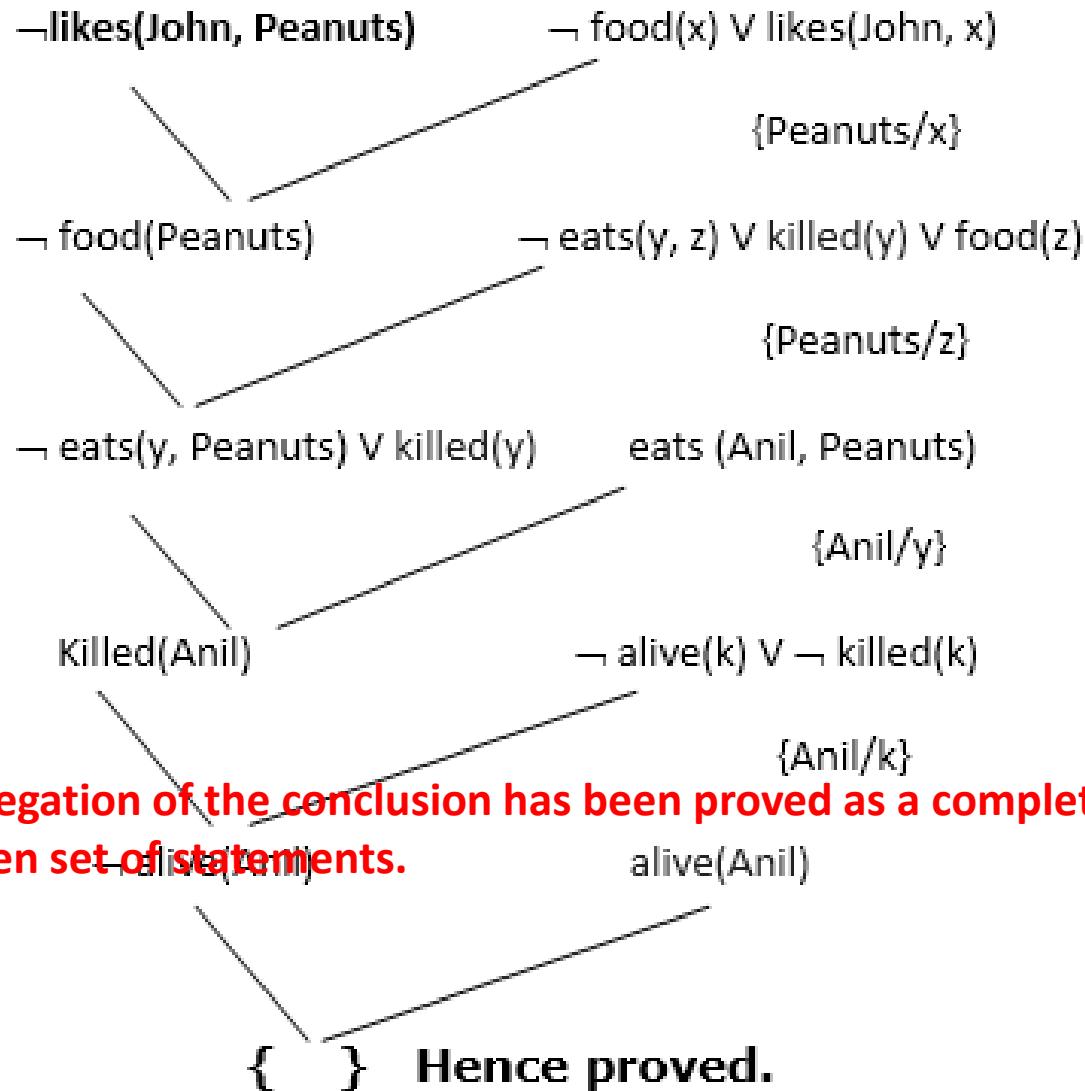 ¬likes(John, Peanuts) ¬ food(x) V likes(John, x)
{Peanuts/x}
¬ food(Peanuts) ¬ eats(y, z) V killed(y) V food(z)
{Peanuts/z}
¬ eats(y, Peanuts) V killed(y) eats (Anil, Peanuts)
{Anil/y}
Killed(Anil) ¬ alive(k) V ¬ killed(k)
{Anil/k}
egation of the conclusion has been proved as a complet
en set of statements.
¬ alive(Anil) alive(Anil)
{ } Hence proved.